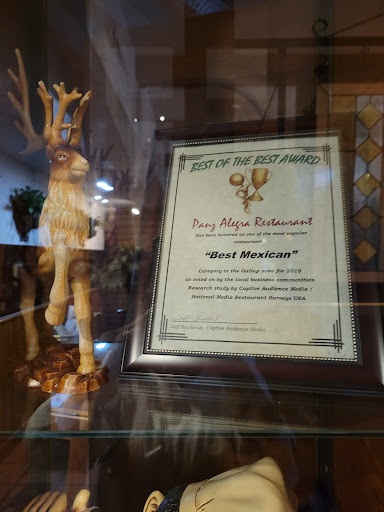 BEST OF THE BEST AWARD
Panz Alegra Restaurant
Has been honored as one of the most popular
restaurants
"Best Mexican"
Category in the Gallup area for 2018
as voted on by the local business communities.
Research study by Captive Audience Media /
National Media Restaurant Surveys USA.
Captive Audience Media